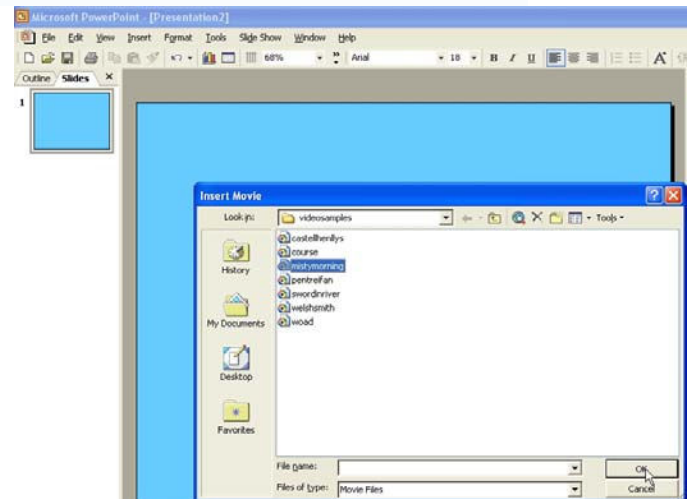 Microsoft PowerPoint - [Presentation2]
File Edit View Insert Format Tools Slide Show Window Help
68% Arial 18 B I U A
Outline Slides
1
Insert Movie
Look in: videosamples Tools
castellhenllys
course
mistymorning
pentreifan
swordinriver
welshsmith
woad
History
My Documents
Desktop
Favorites
File name: OK
Files of type: Movie Files Cancel